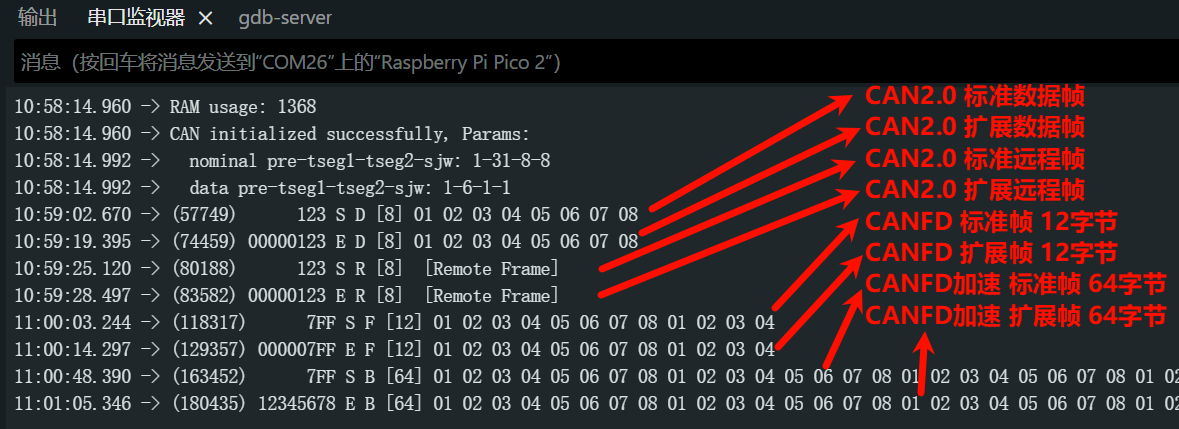 输出 串口监视器 × gdb-server
消息（按回车将消息发送到“COM26”上的“Raspberry Pi Pico 2”）
10:58:14.960 -> RAM usage: 1368
10:58:14.960 -> CAN initialized successfully, Params:
10:58:14.992 ->   nominal pre-tseg1-tseg2-sjw: 1-31-8-8
10:58:14.992 ->   data pre-tseg1-tseg2-sjw: 1-6-1-1
10:59:02.670 -> (57749)      123 S D [8] 01 02 03 04 05 06 07 08
10:59:19.395 -> (74459) 00000123 E D [8] 01 02 03 04 05 06 07 08
10:59:25.120 -> (80188)      123 S R [8]  [Remote Frame]
10:59:28.497 -> (83582) 00000123 E R [8]  [Remote Frame]
11:00:03.244 -> (118317)      7FF S F [12] 01 02 03 04 05 06 07 08 01 02 03 04
11:00:14.297 -> (129357) 000007FF E F [12] 01 02 03 04 05 06 07 08 01 02 03 04
11:00:48.390 -> (163452)      7FF S B [64] 01 02 03 04 05 06 07 08 01 02 03 04 05 06 07 08 01 02 03 04 05 06 07 08 01 02
11:01:05.346 -> (180435) 12345678 E B [64] 01 02 03 04 05 06 07 08 01 02 03 04 05 06 07 08 01 02 03 04 05 06 07 08 01 02
CAN2.0 标准数据帧
CAN2.0 扩展数据帧
CAN2.0 标准远程帧
CAN2.0 扩展远程帧
CANFD 标准帧 12字节
CANFD 扩展帧 12字节
CANFD加速 标准帧 64字节
CANFD加速 扩展帧 64字节